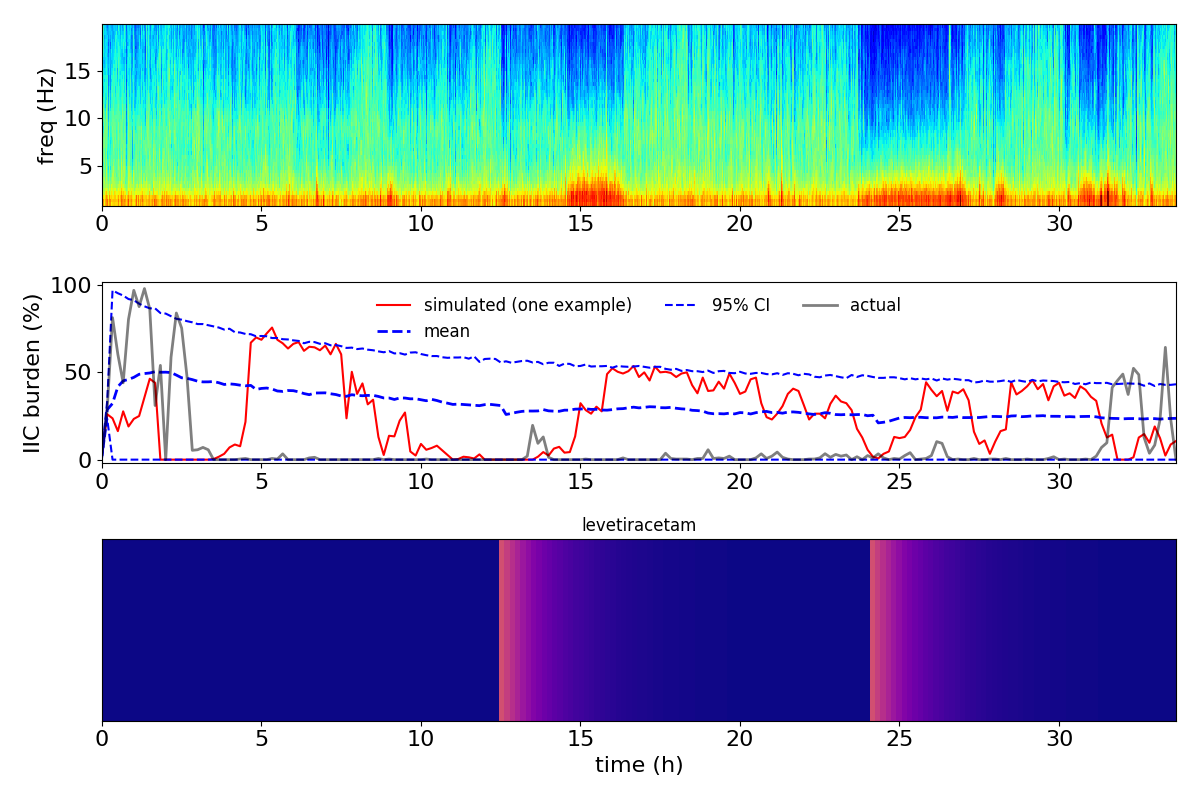 freq (Hz)
15
10
5
0 5 10 15 20 25 30
IIC burden (%)
100
50
0
simulated (one example) 95% CI actual
mean
0 5 10 15 20 25 30
levetiracetam
0 5 10 15 20 25 30
time (h)